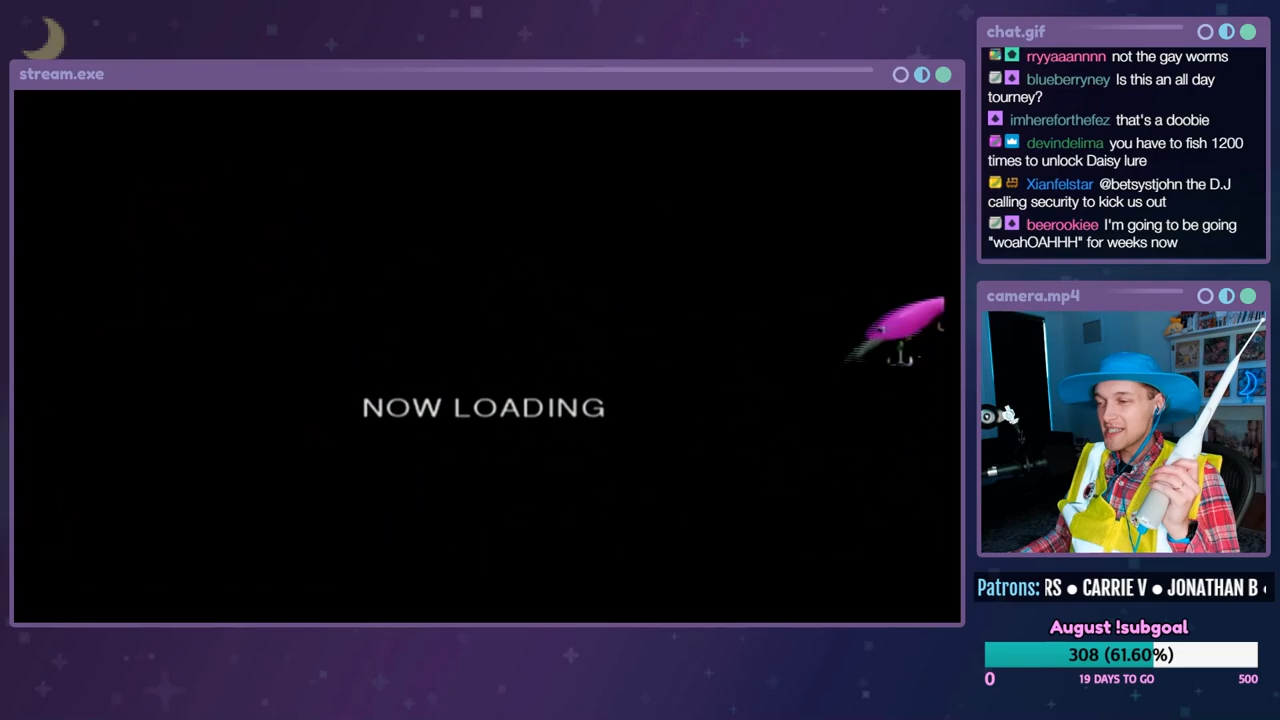 stream.exe
NOW LOADING
chat.gif
rryyaaannnn not the gay worms
blueberryney Is this an all day
tourney?
imhereforthefez that's a doobie
devindelima you have to fish 1200
times to unlock Daisy lure
Xianfelstar @betsystjohn the D.J
calling security to kick us out
beerookiee I'm going to be going
"woahOAHHH" for weeks now
camera.mp4
Patrons: RS ● CARRIE V ● JONATHAN B
August !subgoal
308 (61.60%)
0 19 DAYS TO GO 500